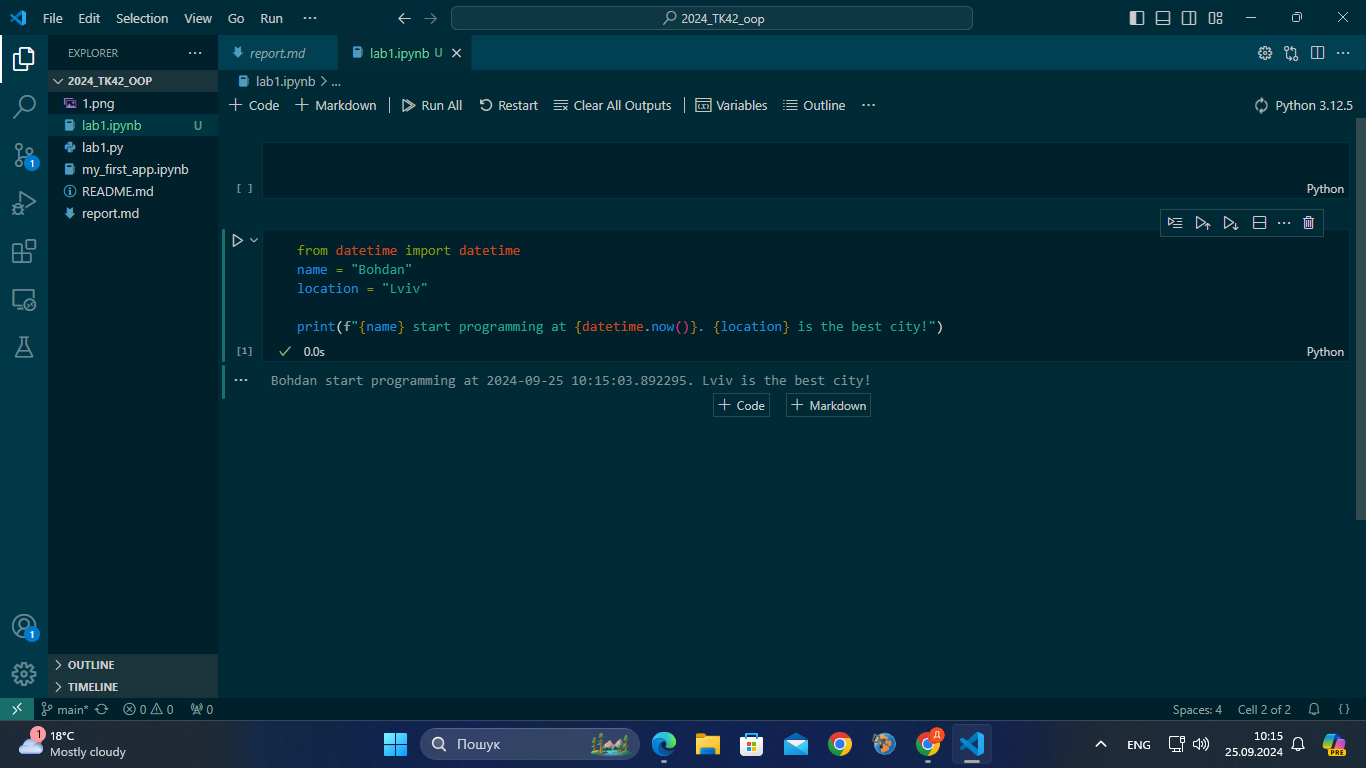 File Edit Selection View Go Run ···
2024_TK42_oop
EXPLORER ···
report.md
lab1.ipynb U
2024_TK42_OOP
1.png
lab1.ipynb U
lab1.py
my_first_app.ipynb
README.md
report.md
lab1.ipynb > ...
+ Code + Markdown | Run All Restart Clear All Outputs | Variables Outline ···
Python 3.12.5
[ ]
Python
from datetime import datetime
name = "Bohdan"
location = "Lviv"
print(f"{name} start programming at {datetime.now()}. {location} is the best city!")
[1]
0.0s
Python
Bohdan start programming at 2024-09-25 10:15:03.892295. Lviv is the best city!
+ Code + Markdown
1
1
OUTLINE
TIMELINE
main* 0 0 0
Spaces: 4 Cell 2 of 2 { }
1
18°C
Mostly cloudy
Пошук
Д
ENG
10:15
25.09.2024
PRE